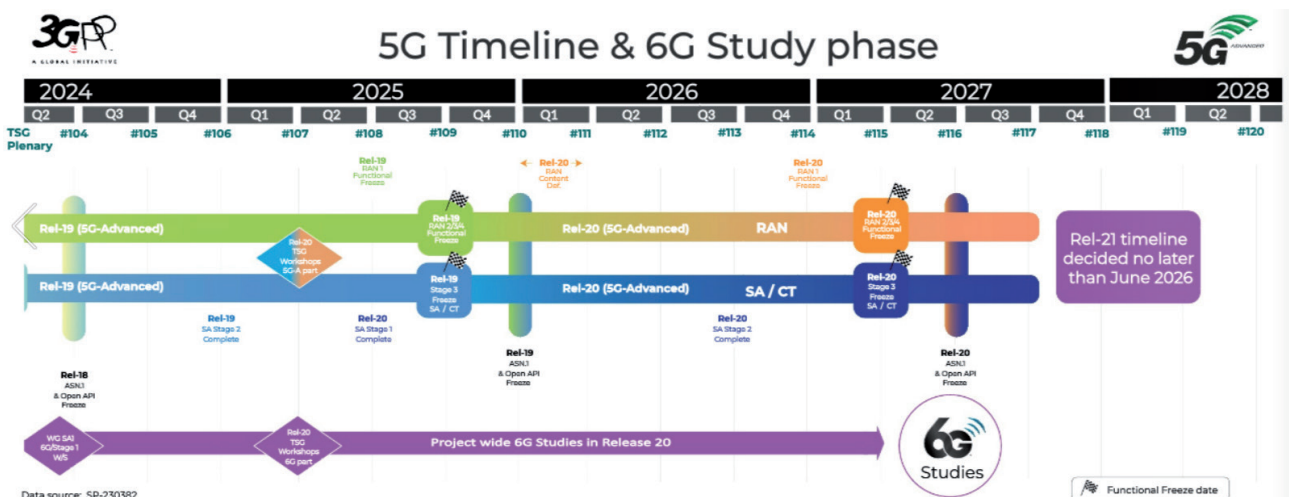 3GPP
A GLOBAL INITIATIVE
5G Timeline & 6G Study phase
5G ADVANCED
2024 2025 2026 2027 2028
Q2 Q3 Q4 Q1 Q2 Q3 Q4 Q1 Q2 Q3 Q4 Q1 Q2 Q3 Q4 Q1 Q2
TSG Plenary
#104 #105 #106 #107 #108 #109 #110 #111 #112 #113 #114 #115 #116 #117 #118 #119 #120
Rel-19
RAN 1
Functional
Freeze
Rel-20
RAN
Content
Def.
Rel-20
RAN 1
Functional
Freeze
Rel-19 (5G-Advanced)
Rel-19
RAN 2/3/4
Functional
Freeze
Rel-20 (5G-Advanced)
RAN
Rel-20
RAN 2/3/4
Functional
Freeze
Rel-20
TSG
Workshops
5G-A part
Rel-21 timeline
decided no later
than June 2026
Rel-19 (5G-Advanced)
Rel-19
Stage 3
Freeze
SA / CT
Rel-20 (5G-Advanced)
SA / CT
Rel-20
Stage 3
Freeze
SA / CT
Rel-19
SA Stage 2
Complete
Rel-20
SA Stage 1
Complete
Rel-20
SA Stage 2
Complete
Rel-18
ASN.1
& Open API
Freeze
Rel-19
ASN.1
& Open API
Freeze
Rel-20
ASN.1
& Open API
Freeze
WG SA1
6G/Stage 1
W/S
Rel-20
TSG
Workshops
6G part
Project wide 6G Studies in Release 20
6G
Studies
Data source: SP-230382
Functional Freeze date